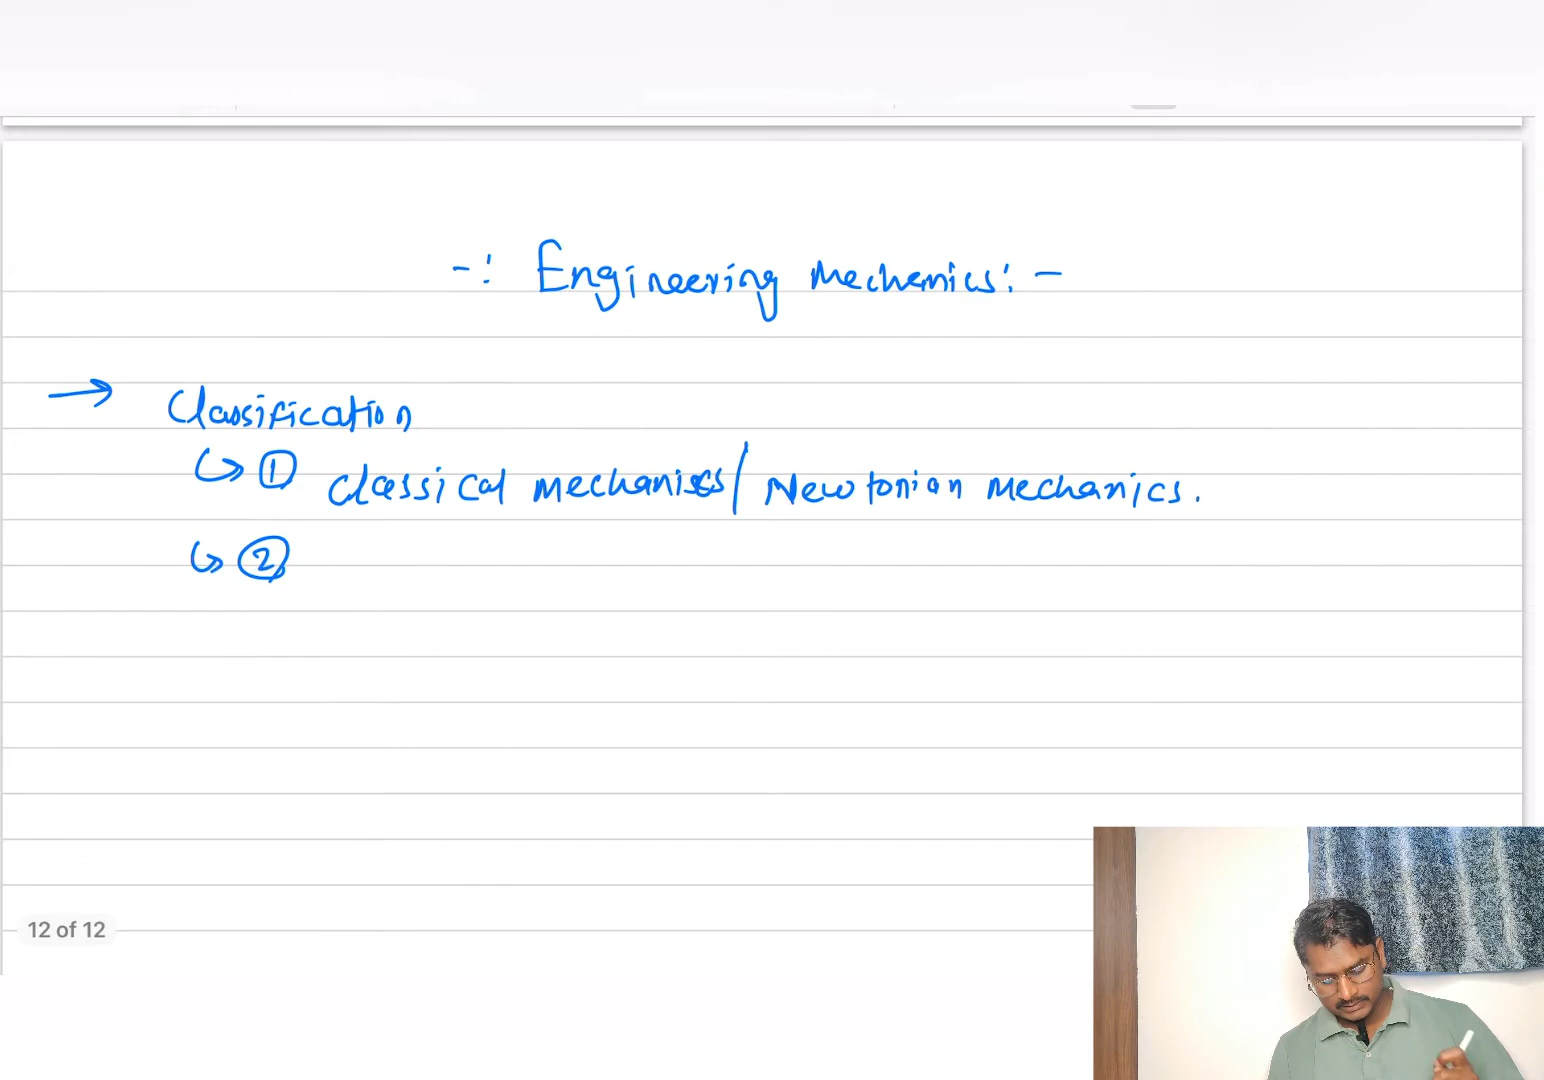 -: Engineering Mechanics: -
→ Classification
↳ ① Classical mechanics/ Newtonian mechanics.
↳ ②
12 of 12